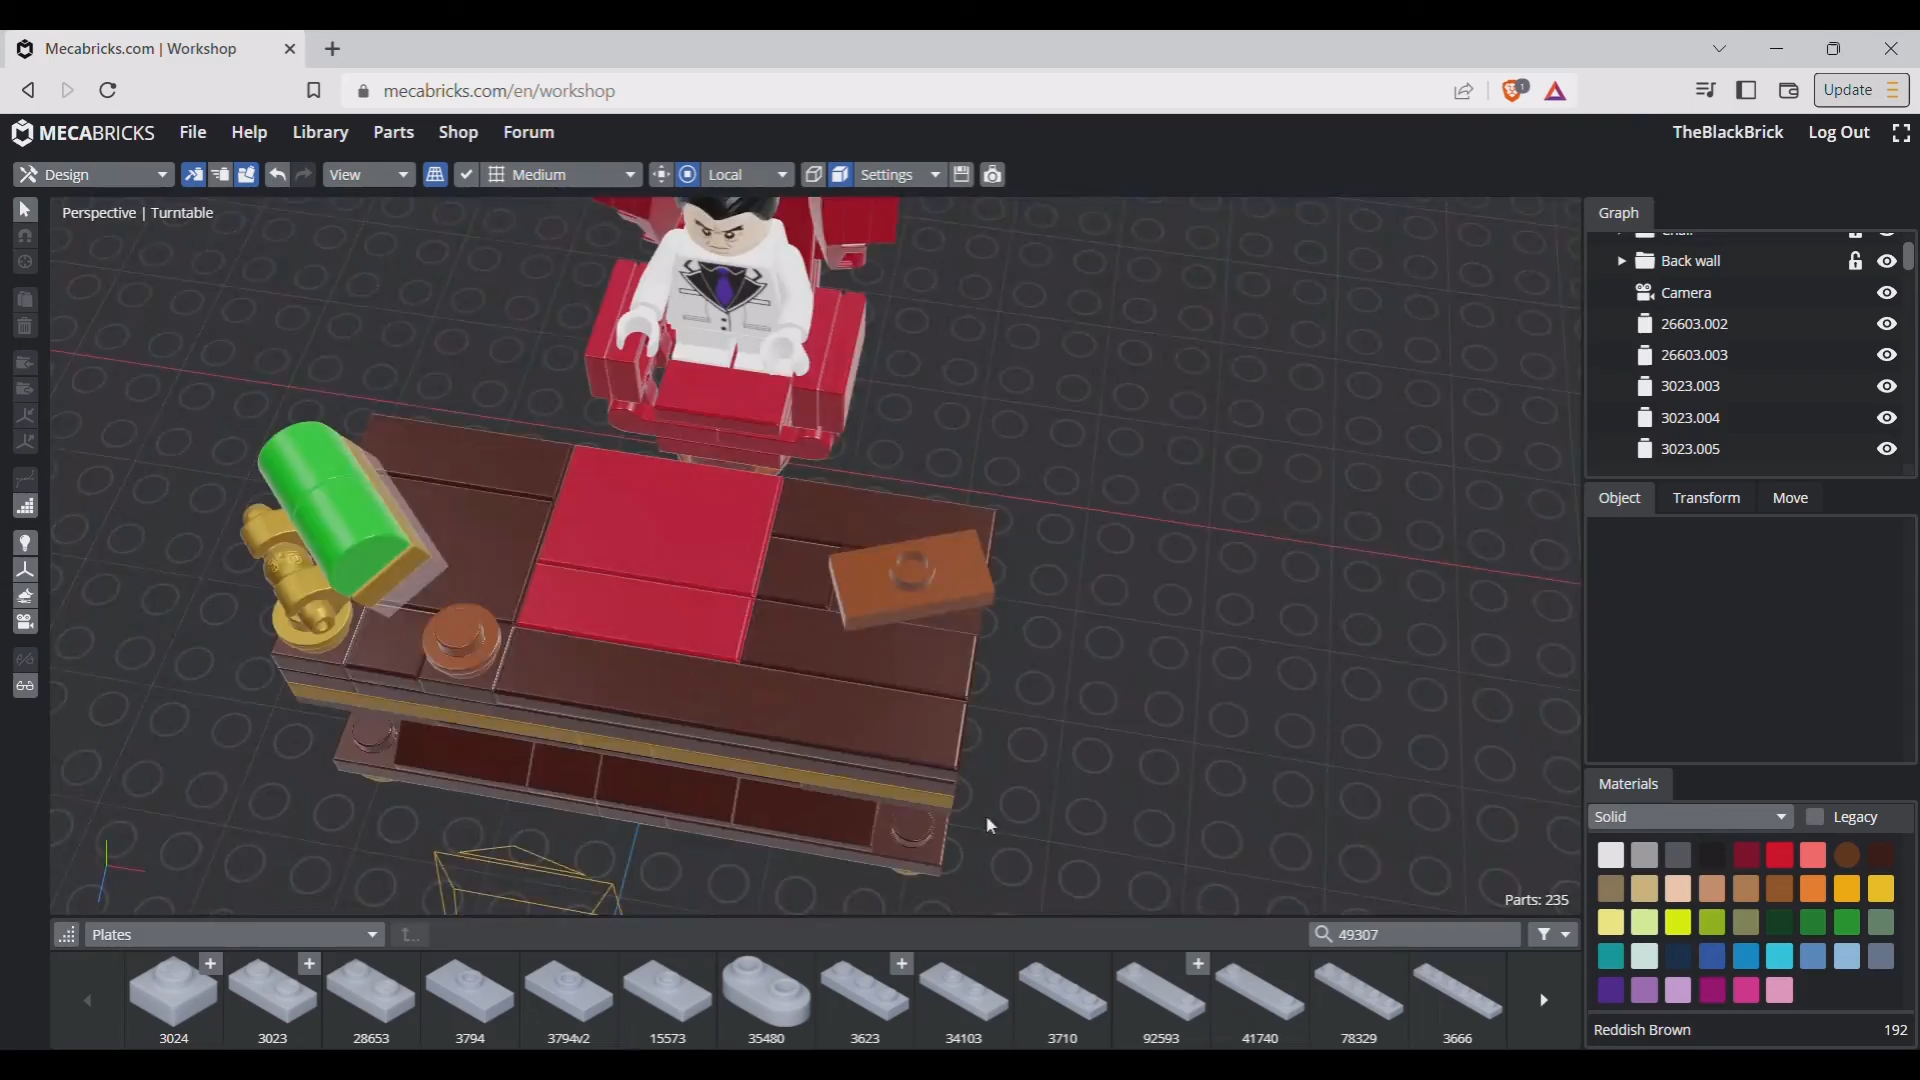 Mecabricks.com | Workshop
mecabricks.com/en/workshop
1
Update
MECABRICKS File Help Library Parts Shop Forum
TheBlackBrick Log Out
Design View Medium Local Settings
Perspective | Turntable
Graph
Back wall
Camera
26603.002
26603.003
3023.003
3023.004
3023.005
Object Transform Move
Materials
Solid Legacy
Parts: 235
Plates
49307
3024 3023 28653 3794 3794v2 15573 35480 3623 34103 3710 92593 41740 78329 3666
Reddish Brown 192